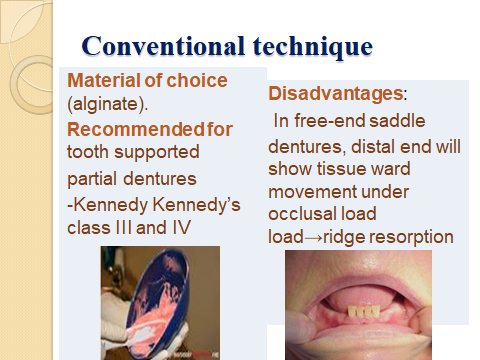 Conventional technique
Material of choice
(alginate).
Recommended for
tooth supported
partial dentures
-Kennedy Kennedy's
class III and IV
Disadvantages:
In free-end saddle
dentures, distal end will
show tissue ward
movement under
occlusal load
load→ridge resorption